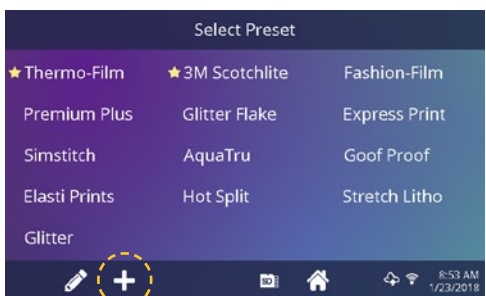 Select Preset
Thermo-Film 3M Scotchlite Fashion-Film
Premium Plus Glitter Flake Express Print
Simstitch AquaTru Goof Proof
Elasti Prints Hot Split Stretch Litho
Glitter
SD 8:53 AM
1/23/2018